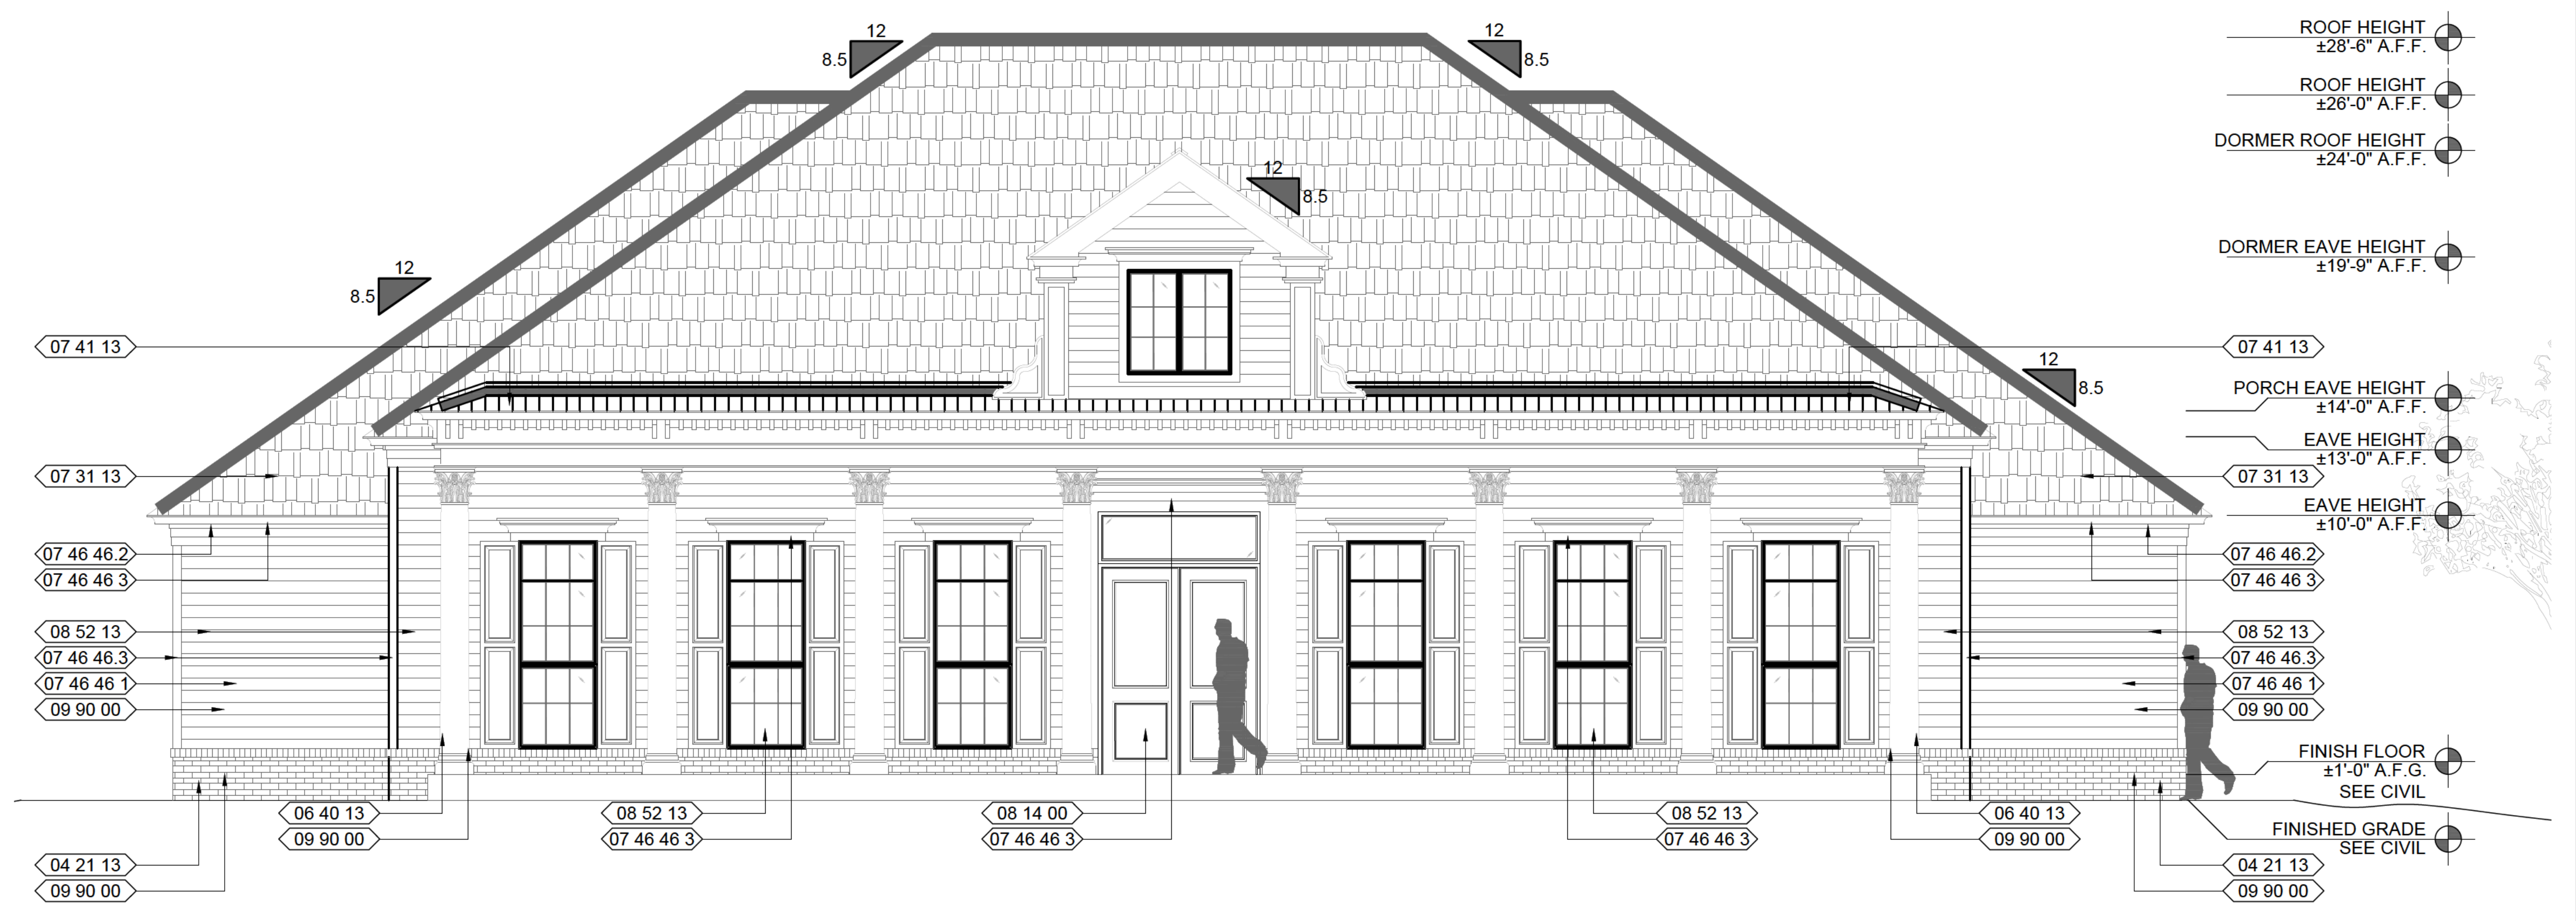 12
8.5
12
8.5
ROOF HEIGHT
±28'-6" A.F.F.
ROOF HEIGHT
±26'-0" A.F.F.
DORMER ROOF HEIGHT
±24'-0" A.F.F.
12
8.5
DORMER EAVE HEIGHT
±19'-9" A.F.F.
12
8.5
07 41 13
07 41 13
12
8.5
PORCH EAVE HEIGHT
±14'-0" A.F.F.
EAVE HEIGHT
±13'-0" A.F.F.
07 31 13
07 31 13
EAVE HEIGHT
±10'-0" A.F.F.
07 46 46.2
07 46 46 3
07 46 46.2
07 46 46 3
08 52 13
07 46 46.3
07 46 46 1
09 90 00
08 52 13
07 46 46.3
07 46 46 1
09 90 00
FINISH FLOOR
±1'-0" A.F.G.
SEE CIVIL
06 40 13
09 90 00
08 52 13
07 46 46 3
08 14 00
07 46 46 3
08 52 13
07 46 46 3
06 40 13
09 90 00
FINISHED GRADE
SEE CIVIL
04 21 13
09 90 00
04 21 13
09 90 00